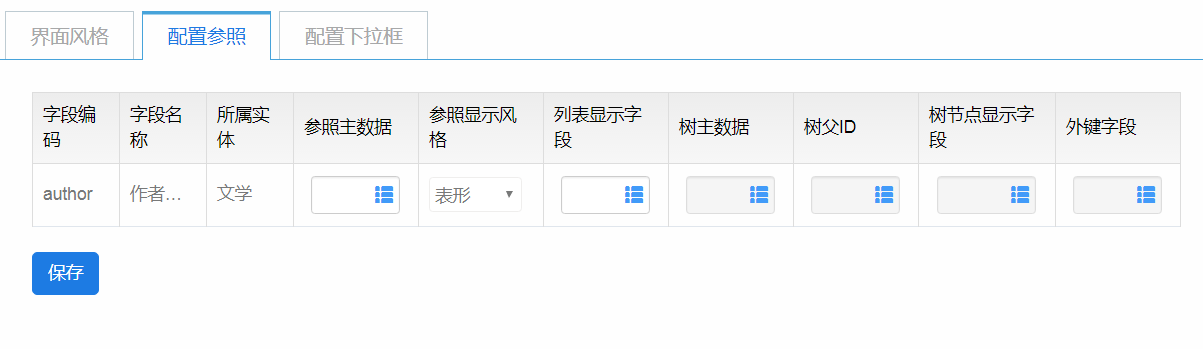 界面风格 配置参照 配置下拉框
字段编码 字段名称 所属实体 参照主数据 参照显示风格 列表显示字段 树主数据 树父ID 树节点显示字段 外键字段
author 作者... 文学 表形
保存